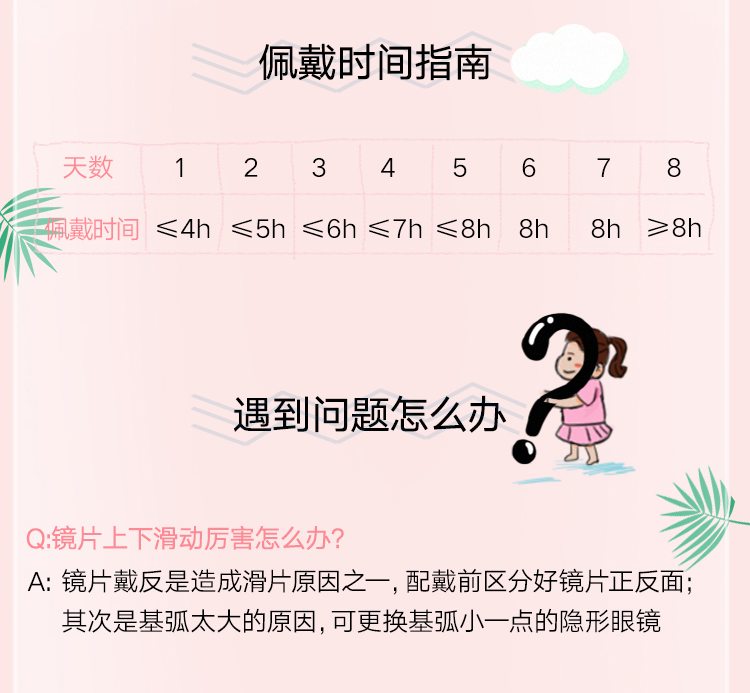 佩戴时间指南
天数 1 2 3 4 5 6 7 8
佩戴时间 ≤4h ≤5h ≤6h ≤7h ≤8h 8h 8h ≥8h
遇到问题怎么办
Q:镜片上下滑动厉害怎么办?
A: 镜片戴反是造成滑片原因之一, 配戴前区分好镜片正反面;
其次是基弧太大的原因, 可更换基弧小一点的隐形眼镜